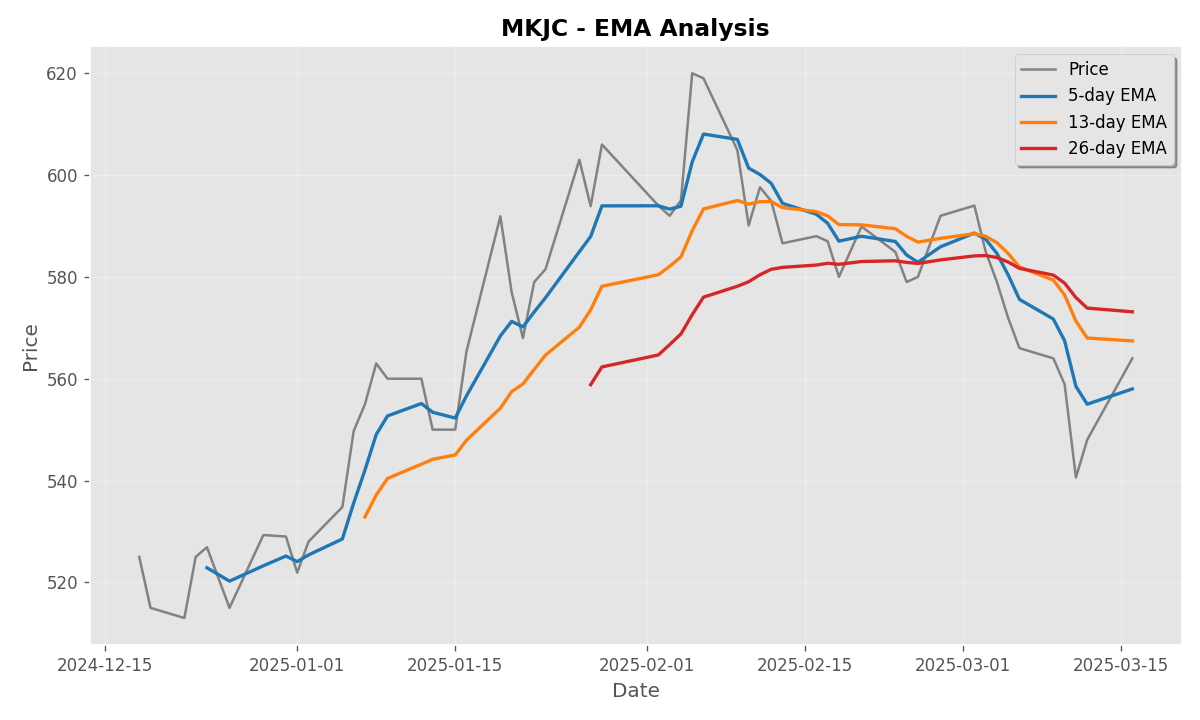 MKJC - EMA Analysis
Price
5-day EMA
13-day EMA
26-day EMA
Price
620
600
580
560
540
520
2024-12-15 2025-01-01 2025-01-15 2025-02-01 2025-02-15 2025-03-01 2025-03-15
Date